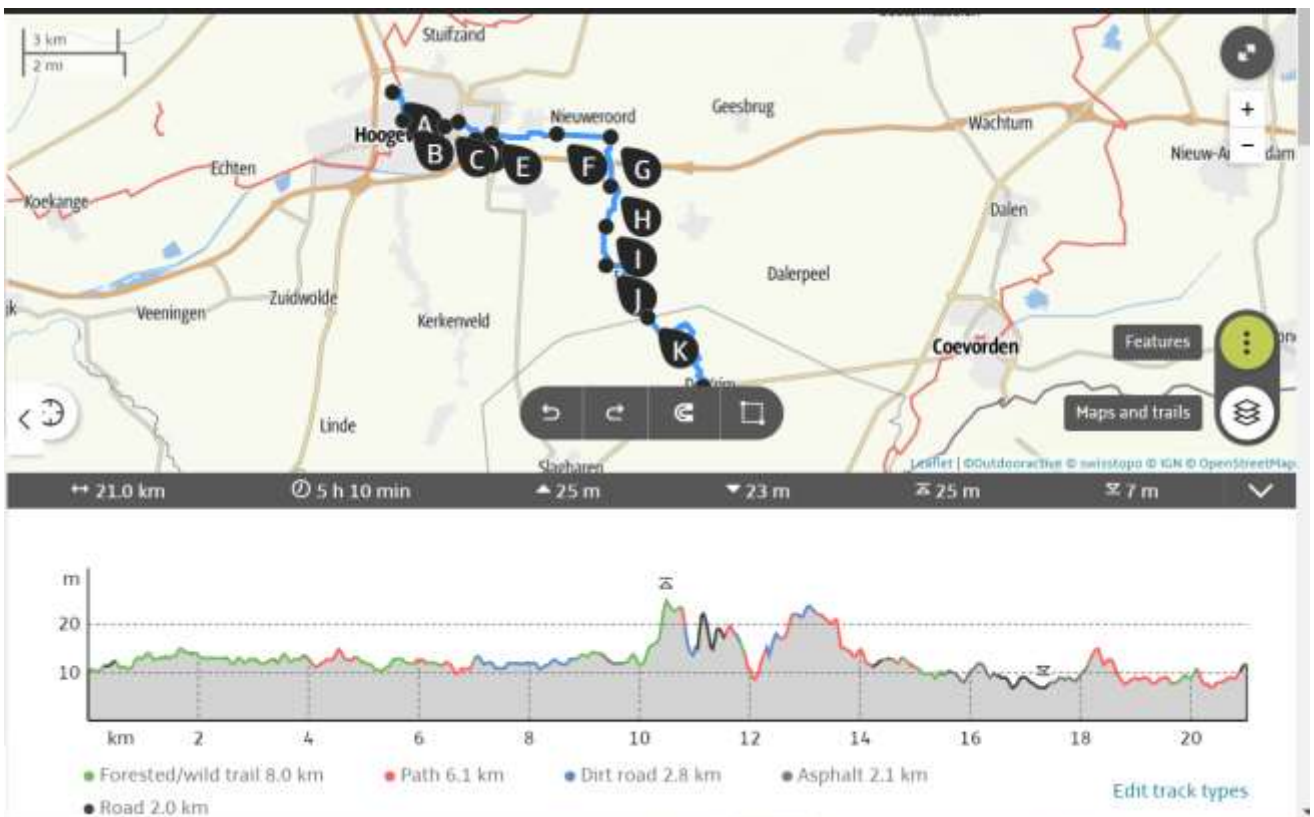 3 km
2 mi
Stuifzand
Nieuweroord
Geesbrug
Wachtum
+
−
A
B
C
E
F
G
Echten
Koekange
H
Dalen
I
Dalerpeel
J
Veeningen
Zuidwolde
Kerkenveld
K
Coevorden
Features
Maps and trails
Linde
Slagharen
Leaflet | ©Outdooractive © swisstopo © IGN © OpenStreetMap
21.0 km 5 h 10 min 25 m 23 m 25 m 7 m
m
20
10
km 2 4 6 8 10 12 14 16 18 20
Forested/wild trail 8.0 km Path 6.1 km Dirt road 2.8 km Asphalt 2.1 km
Road 2.0 km
Edit track types